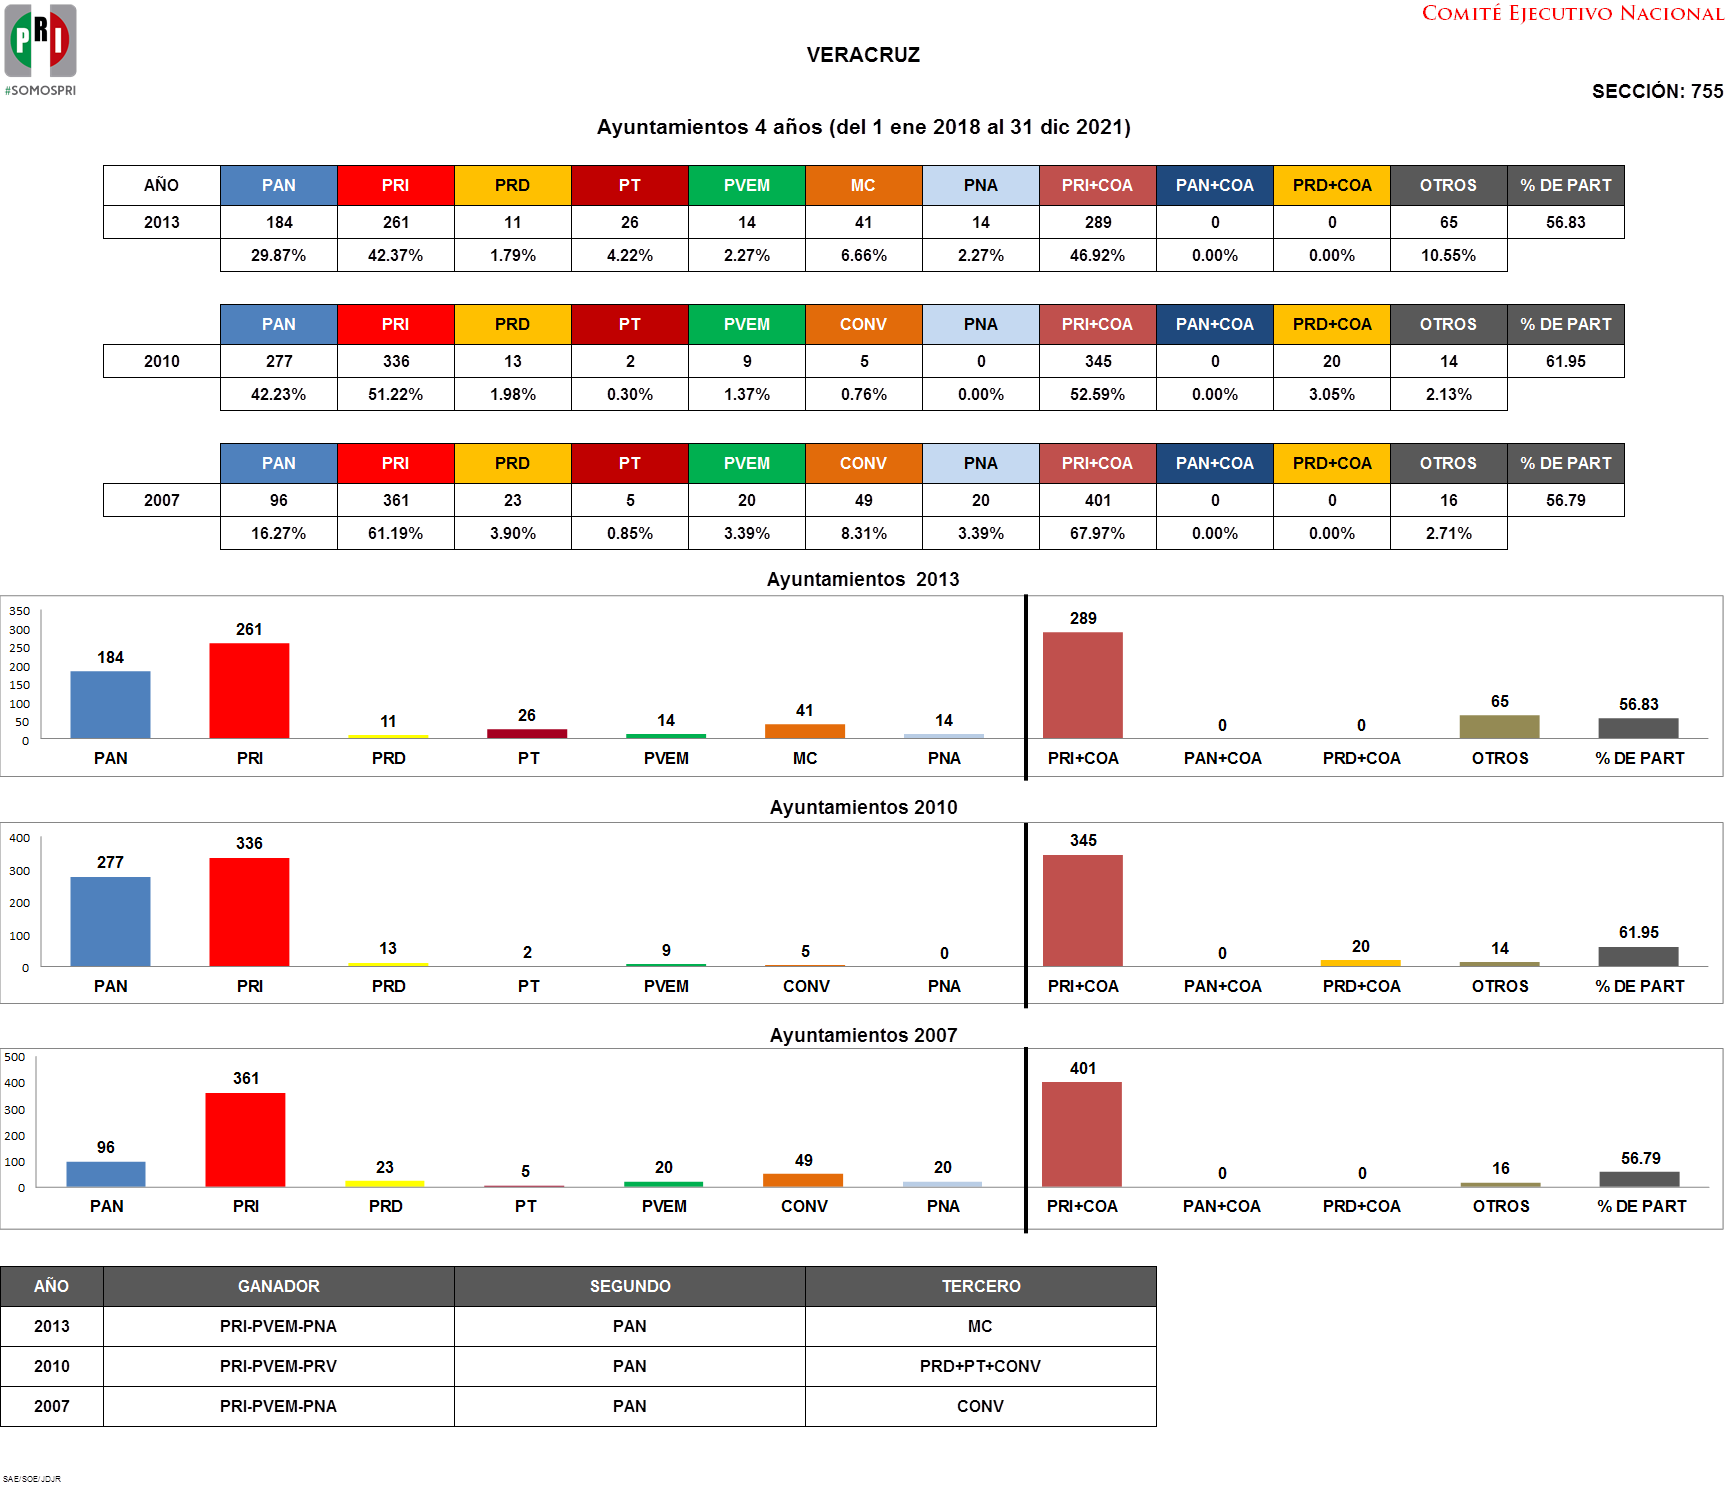 PRI
#SOMOSPRI
COMITÉ EJECUTIVO NACIONAL
VERACRUZ
SECCIÓN: 755
Ayuntamientos 4 años (del 1 ene 2018 al 31 dic 2021)
AÑO PAN PRI PRD PT PVEM MC PNA PRI+COA PAN+COA PRD+COA OTROS % DE PART
2013 184 261 11 26 14 41 14 289 0 0 65 56.83
29.87% 42.37% 1.79% 4.22% 2.27% 6.66% 2.27% 46.92% 0.00% 0.00% 10.55%
PAN PRI PRD PT PVEM CONV PNA PRI+COA PAN+COA PRD+COA OTROS % DE PART
2010 277 336 13 2 9 5 0 345 0 20 14 61.95
42.23% 51.22% 1.98% 0.30% 1.37% 0.76% 0.00% 52.59% 0.00% 3.05% 2.13%
PAN PRI PRD PT PVEM CONV PNA PRI+COA PAN+COA PRD+COA OTROS % DE PART
2007 96 361 23 5 20 49 20 401 0 0 16 56.79
16.27% 61.19% 3.90% 0.85% 3.39% 8.31% 3.39% 67.97% 0.00% 0.00% 2.71%
Ayuntamientos 2013
350
300
250
200
150
100
50
0
184 261 11 26 14 41 14 289 0 0 65 56.83
PAN PRI PRD PT PVEM MC PNA PRI+COA PAN+COA PRD+COA OTROS % DE PART
Ayuntamientos 2010
400
300
200
100
0
277 336 13 2 9 5 0 345 0 20 14 61.95
PAN PRI PRD PT PVEM CONV PNA PRI+COA PAN+COA PRD+COA OTROS % DE PART
Ayuntamientos 2007
500
400
300
200
100
0
96 361 23 5 20 49 20 401 0 0 16 56.79
PAN PRI PRD PT PVEM CONV PNA PRI+COA PAN+COA PRD+COA OTROS % DE PART
AÑO GANADOR SEGUNDO TERCERO
2013 PRI-PVEM-PNA PAN MC
2010 PRI-PVEM-PRV PAN PRD+PT+CONV
2007 PRI-PVEM-PNA PAN CONV
SAE/SOE/JDJR